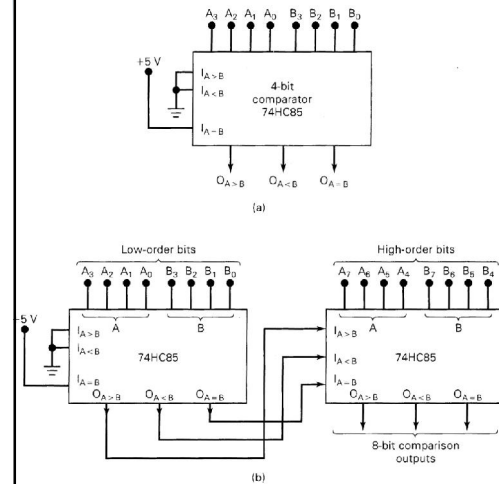 A3 A2 A1 A0 B3 B2 B1 B0
+5 V
IA>B
IA<B
IA=B
4-bit
comparator
74HC85
OA>B OA<B OA=B
(a)
Low-order bits
A3 A2 A1 A0 B3 B2 B1 B0
A B
5 V
IA>B
IA<B
IA=B
74HC85
OA>B OA<B OA=B
High-order bits
A7 A6 A5 A4 B7 B6 B5 B4
A B
IA>B
IA<B
IA=B
74HC85
OA>B OA<B OA=B
8-bit comparison
outputs
(b)